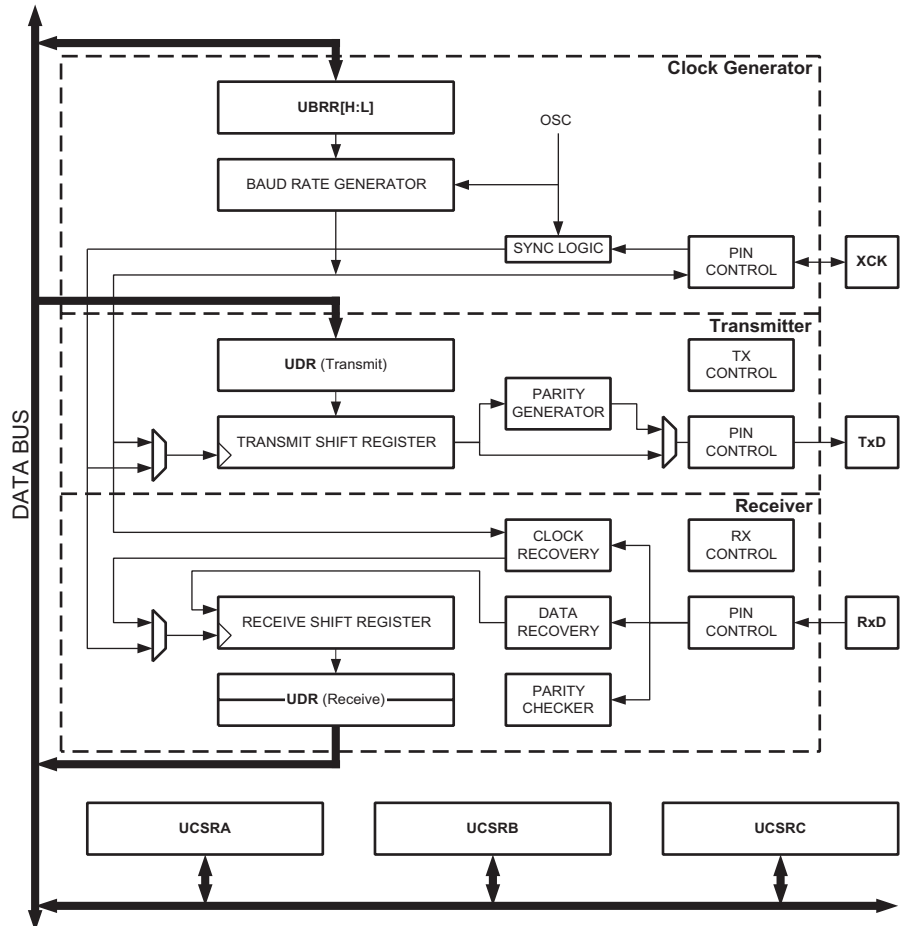 Clock Generator
UBRR[H:L]
OSC
BAUD RATE GENERATOR
SYNC LOGIC
PIN
CONTROL
XCK
Transmitter
UDR (Transmit)
TX
CONTROL
PARITY
GENERATOR
TRANSMIT SHIFT REGISTER
PIN
CONTROL
TxD
DATA BUS
Receiver
CLOCK
RECOVERY
RX
CONTROL
RECEIVE SHIFT REGISTER
DATA
RECOVERY
PIN
CONTROL
RxD
UDR (Receive)
PARITY
CHECKER
UCSRA
UCSRB
UCSRC